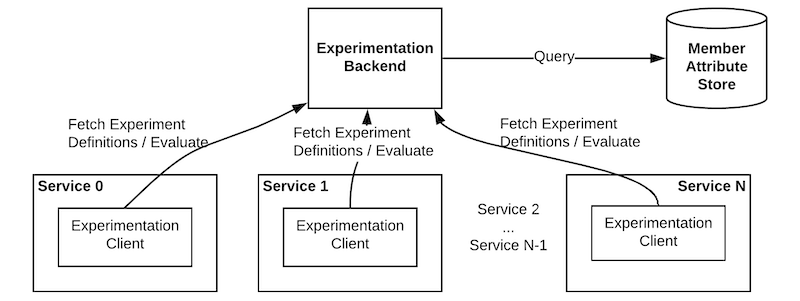 Experimentation
Backend
Query
Member
Attribute
Store
Fetch Experiment
Definitions / Evaluate
Fetch Experiment
Definitions / Evaluate
Fetch Experiment
Definitions / Evaluate
Service 0
Experimentation
Client
Service 1
Experimentation
Client
Service 2
...
Service N-1
Service N
Experimentation
Client